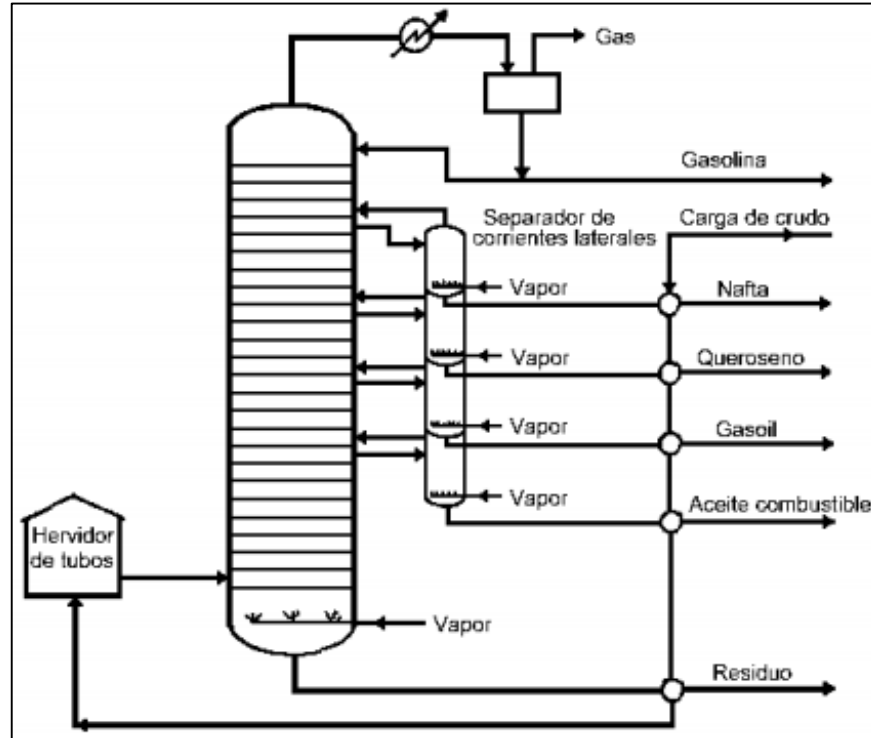 Gas
Gasolina
Separador de
corrientes laterales
Carga de crudo
Vapor
Nafta
Vapor
Queroseno
Vapor
Gasoil
Vapor
Aceite combustible
Hervidor
de tubos
Vapor
Residuo